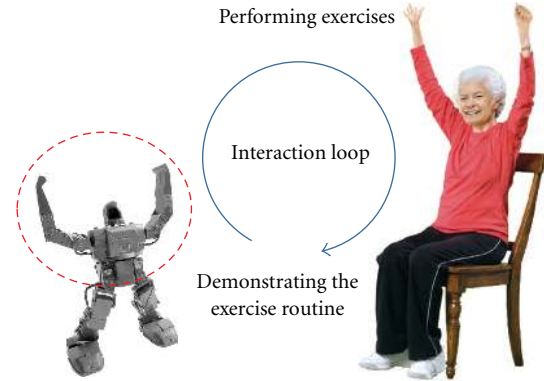 Performing exercises
Interaction loop
Demonstrating the
exercise routine